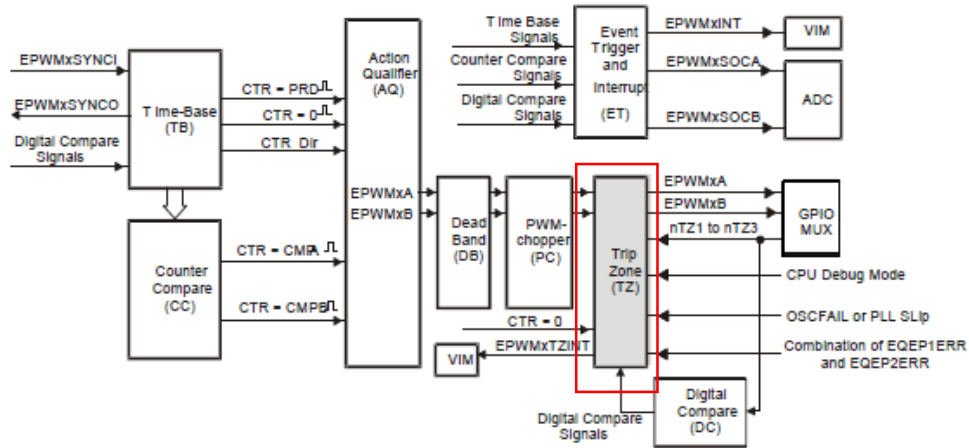 EPWMxSYNCI
EPWMxSYNCO
Digital Compare
Signals
T ime-Base
(TB)
CTR = PRD
CTR = 0
CTR_Dir
Counter
Compare
(CC)
CTR = CMPA
CTR = CMPB
Action
Qualifier
(AQ)
EPWMxA
EPWMxB
T ime Base
Signals
Counter Compare
Signals
Digital Compare
Signals
Event
Trigger
and
Interrupt
(ET)
EPWMxINT
EPWMxSOCA
EPWMxSOCB
VIM
ADC
Dead
Band
(DB)
PWM-
chopper
(PC)
Trip
Zone
(TZ)
EPWMxA
EPWMxB
nTZ1 to nTZ3
GPIO
MUX
CPU Debug Mode
OSCFAIL or PLL SLIp
Combination of EQEP1ERR
and EQEP2ERR
CTR = 0
EPWMxTZINT
VIM
Digital Compare
Signals
Digital
Compare
(DC)